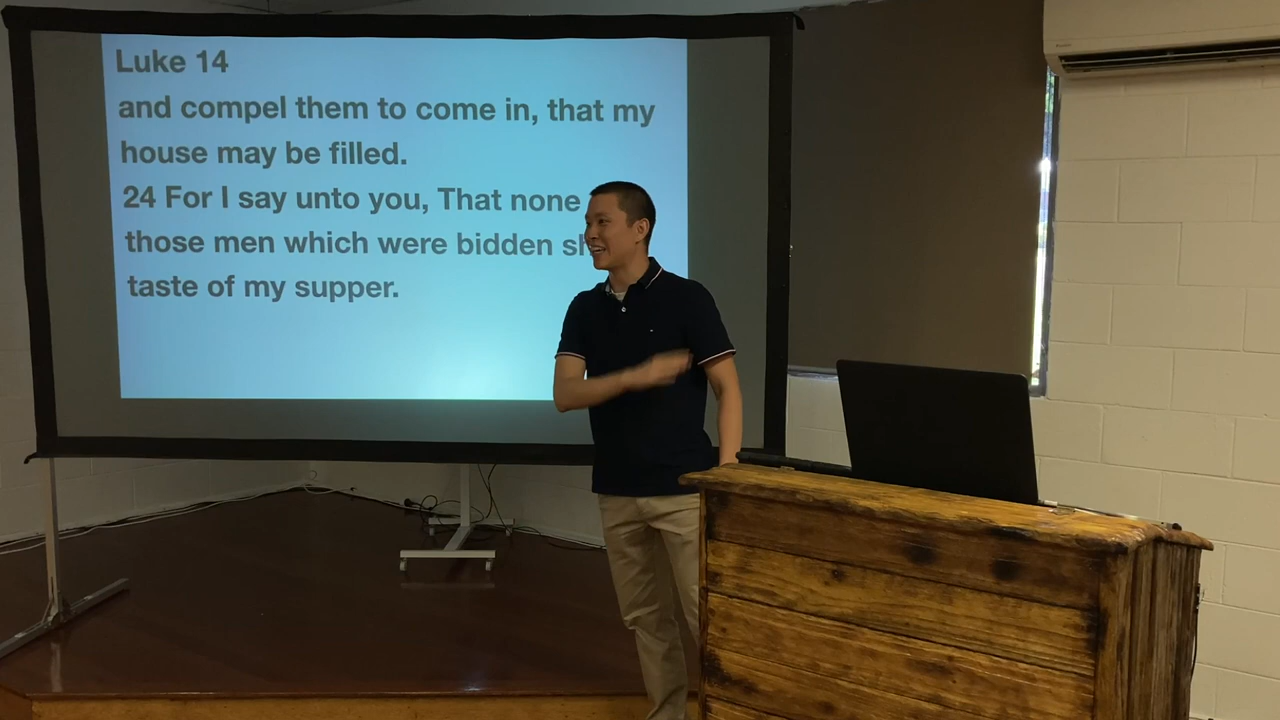 Luke 14
and compel them to come in, that my
house may be filled.
24 For I say unto you, That none
those men which were bidden
taste of my supper.